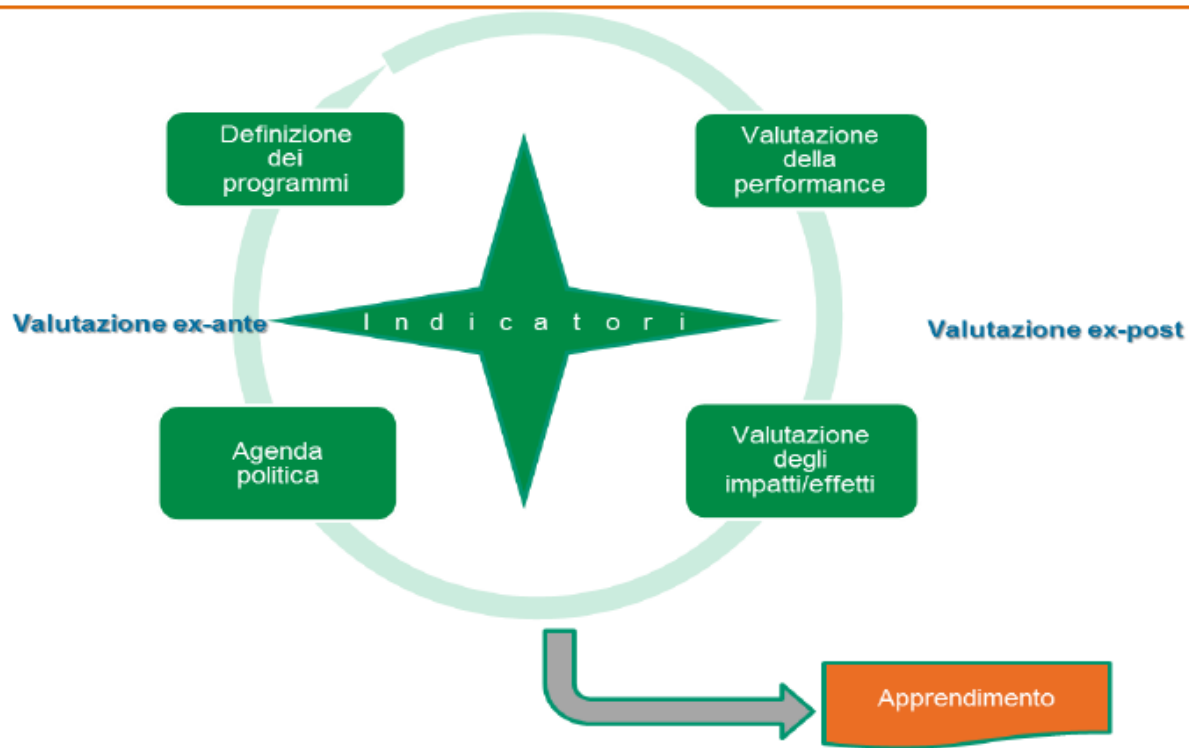 Definizione
dei
programmi
Valutazione
della
performance
Valutazione ex-ante
Indicatori
Valutazione ex-post
Agenda
politica
Valutazione
degli
impatti/effetti
Apprendimento